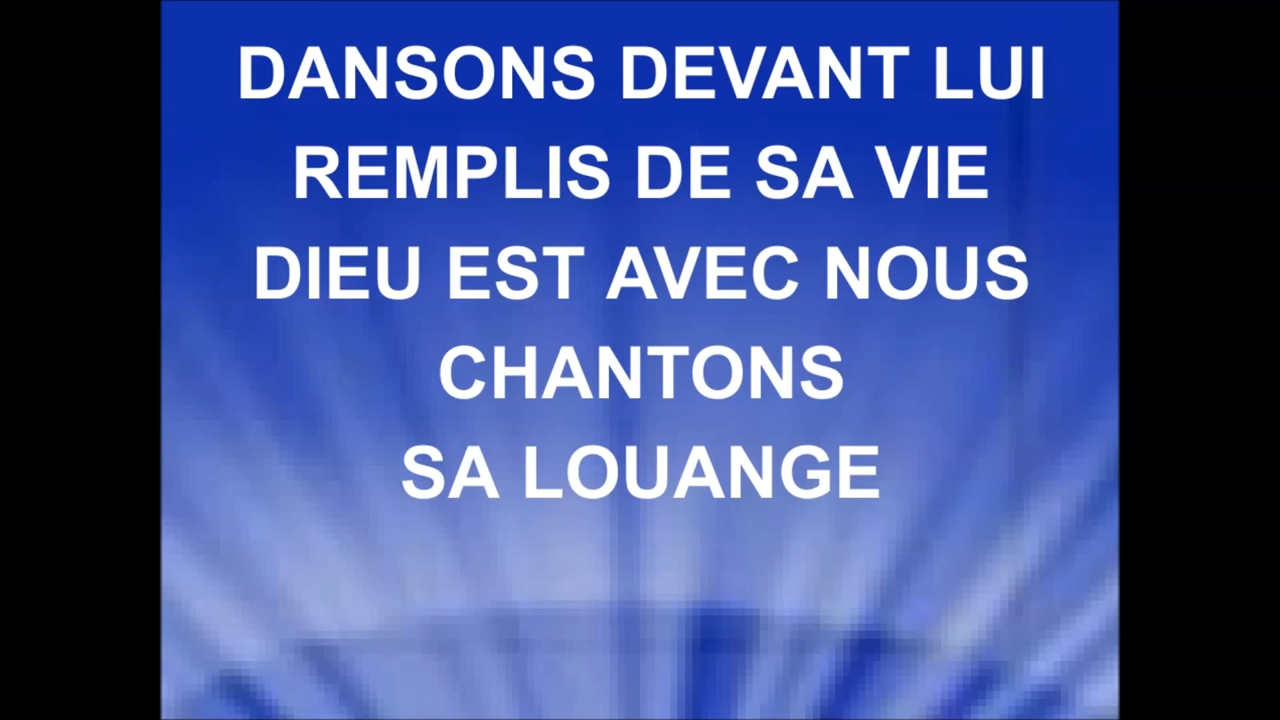 DANSONS DEVANT LUI
REMPLIS DE SA VIE
DIEU EST AVEC NOUS
CHANTONS
SA LOUANGE